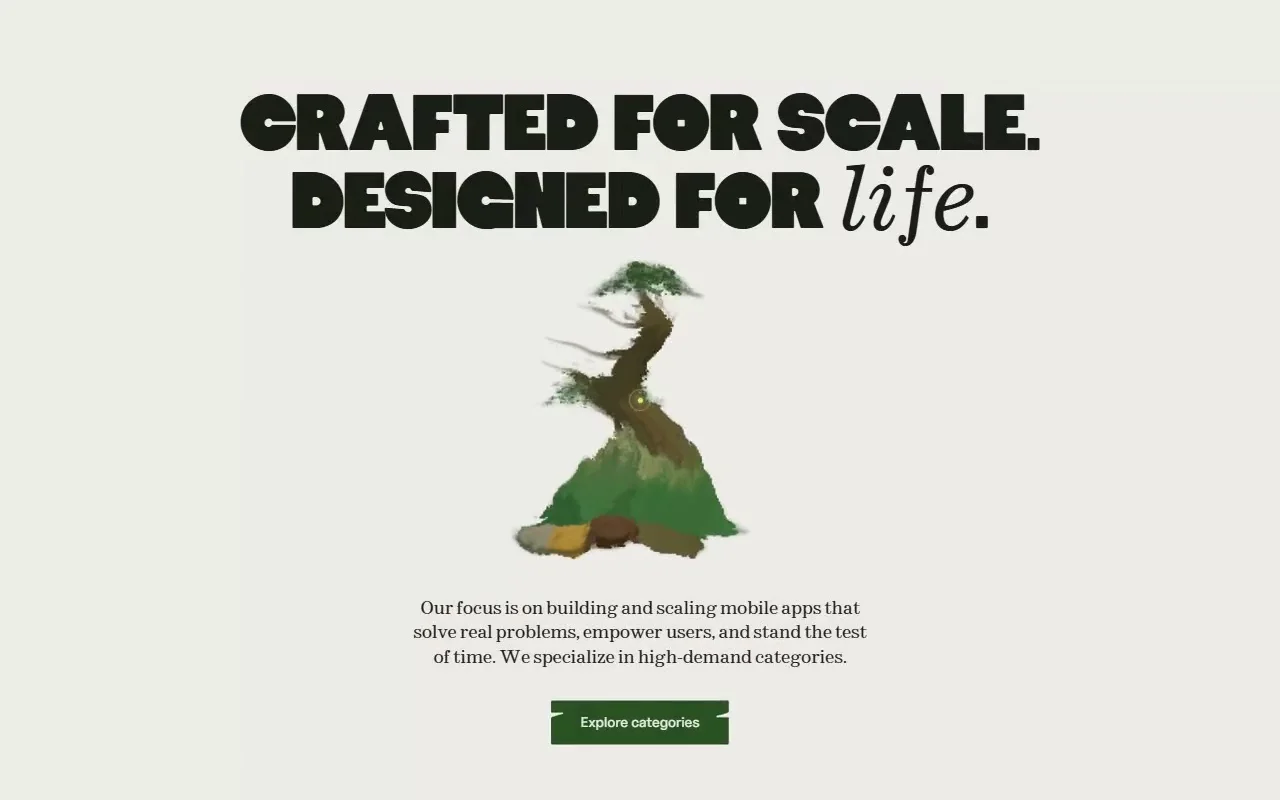 CRAFTED FOR SCALE.
DESIGNED FOR life.
Our focus is on building and scaling mobile apps that
solve real problems, empower users, and stand the test
of time. We specialize in high-demand categories.
Explore categories